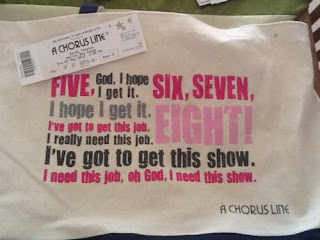 A CHORUS LINE
FIVE, God, I hope I get it. SIX, SEVEN,
I hope I get it. EIGHT!
I've got to get this job.
I really need this job.
I've got to get this show.
I need this job, oh God, I need this show.
A CHORUS LINE